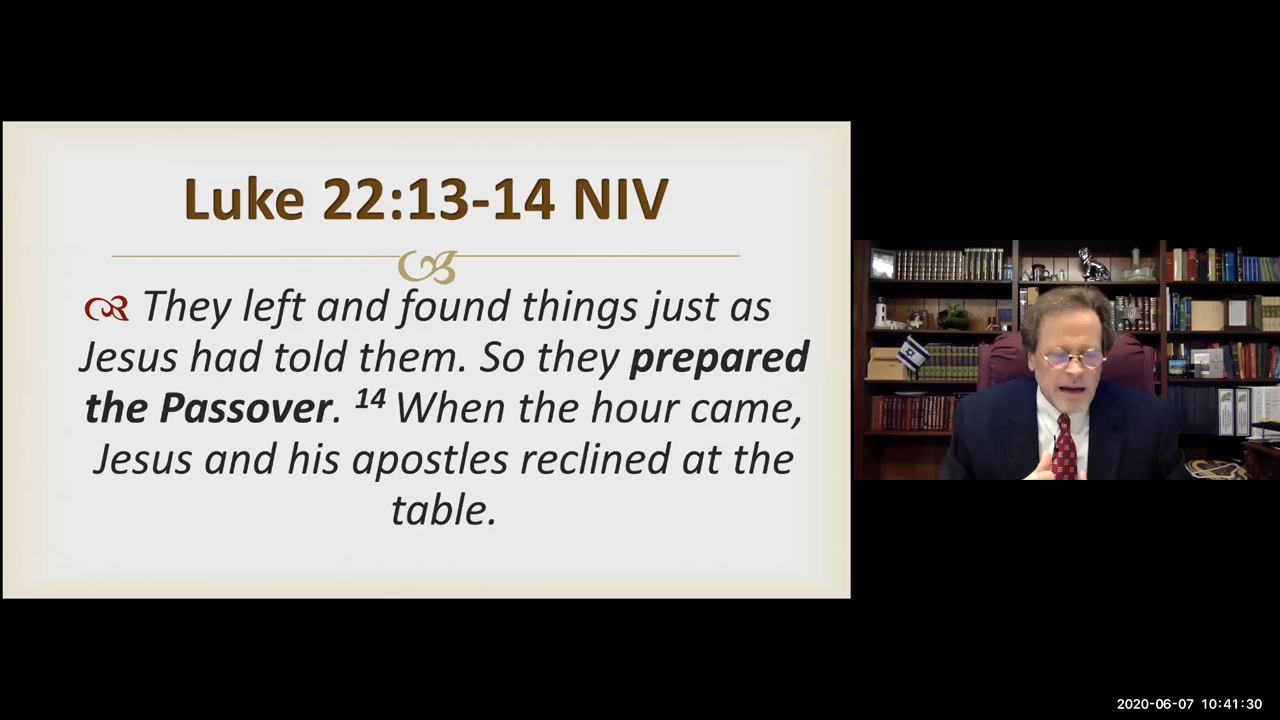 Luke 22:13-14 NIV
They left and found things just as
Jesus had told them. So they prepared
the Passover. 14 When the hour came,
Jesus and his apostles reclined at the
table.
2020-06-07 10:41:30